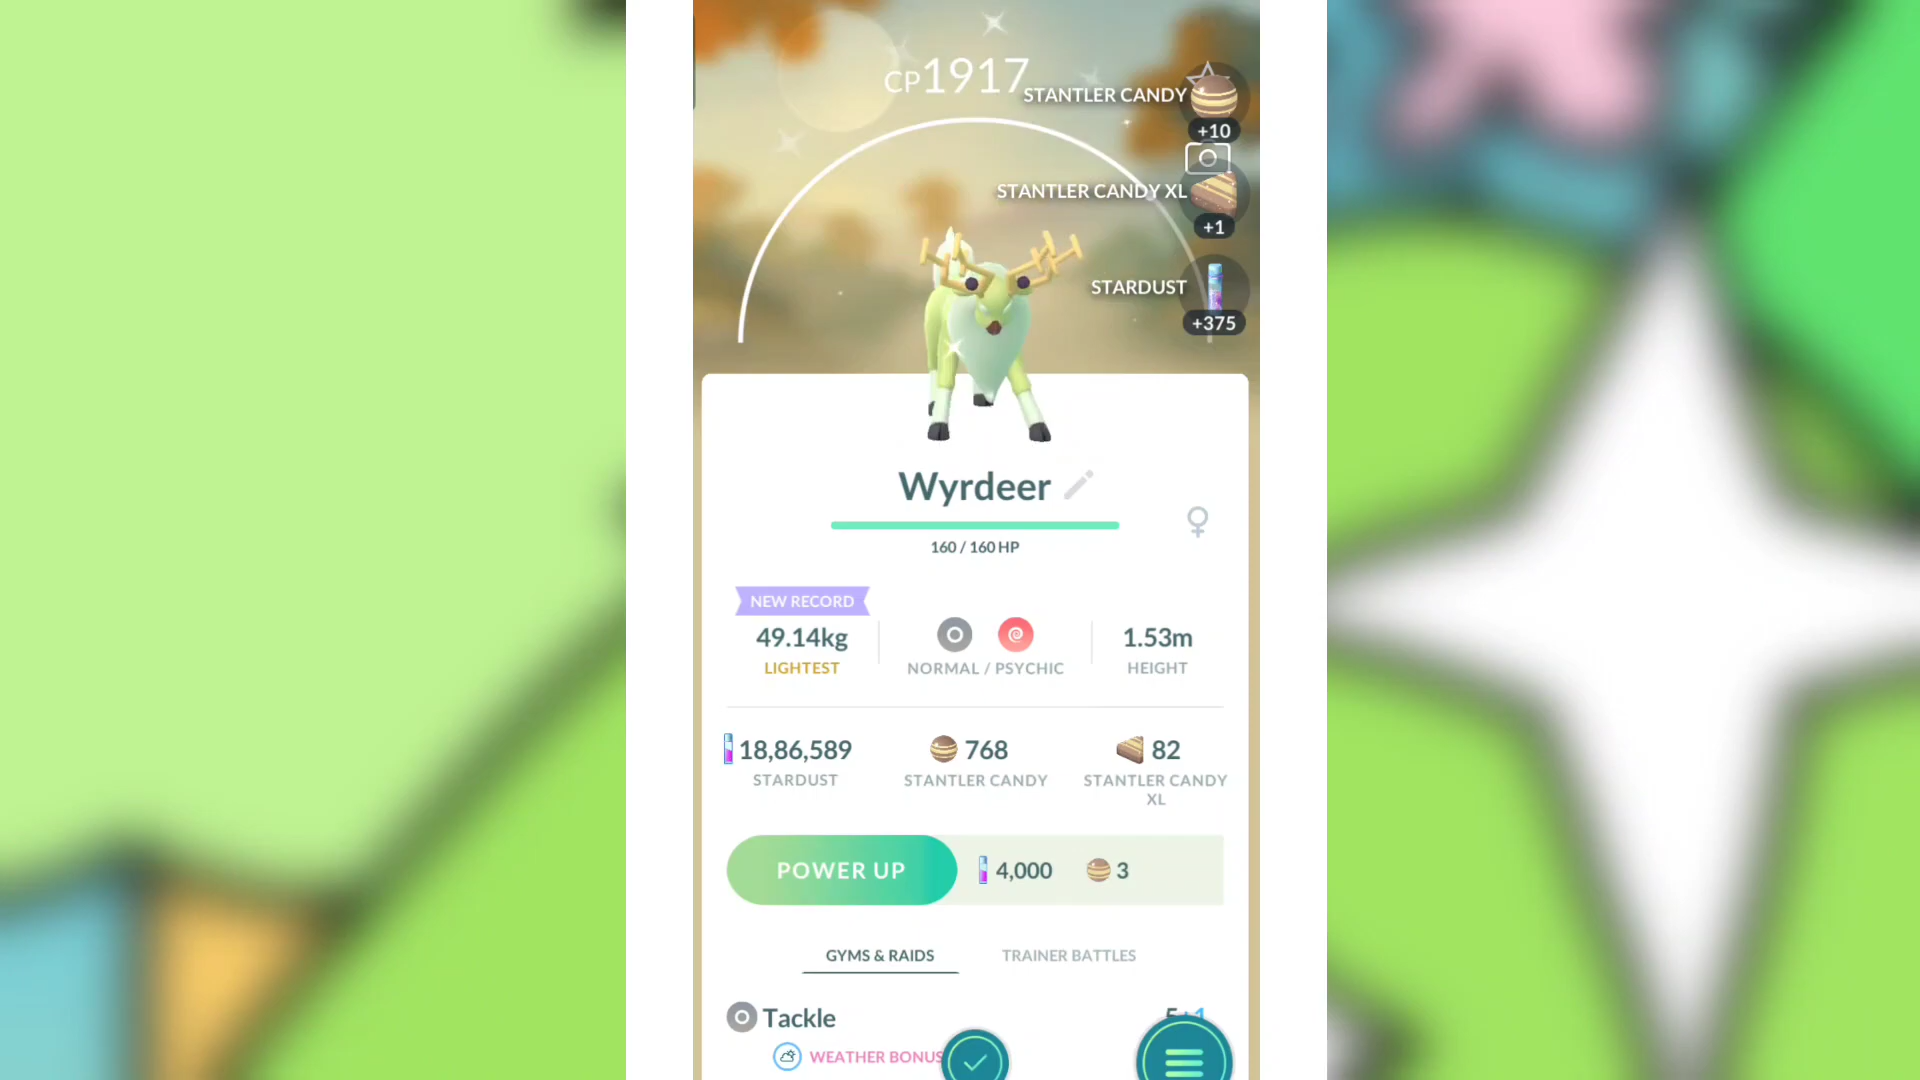 CP1917
STANTLER CANDY
+10
STANTLER CANDY XL
+1
STARDUST
+375
Wyrdeer
160 / 160 HP
NEW RECORD
49.14kg
LIGHTEST
NORMAL / PSYCHIC
1.53m
HEIGHT
18,86,589
STARDUST
768
STANTLER CANDY
82
STANTLER CANDY
XL
POWER UP
4,000
3
GYMS & RAIDS
TRAINER BATTLES
Tackle
5 +1
WEATHER BONUS